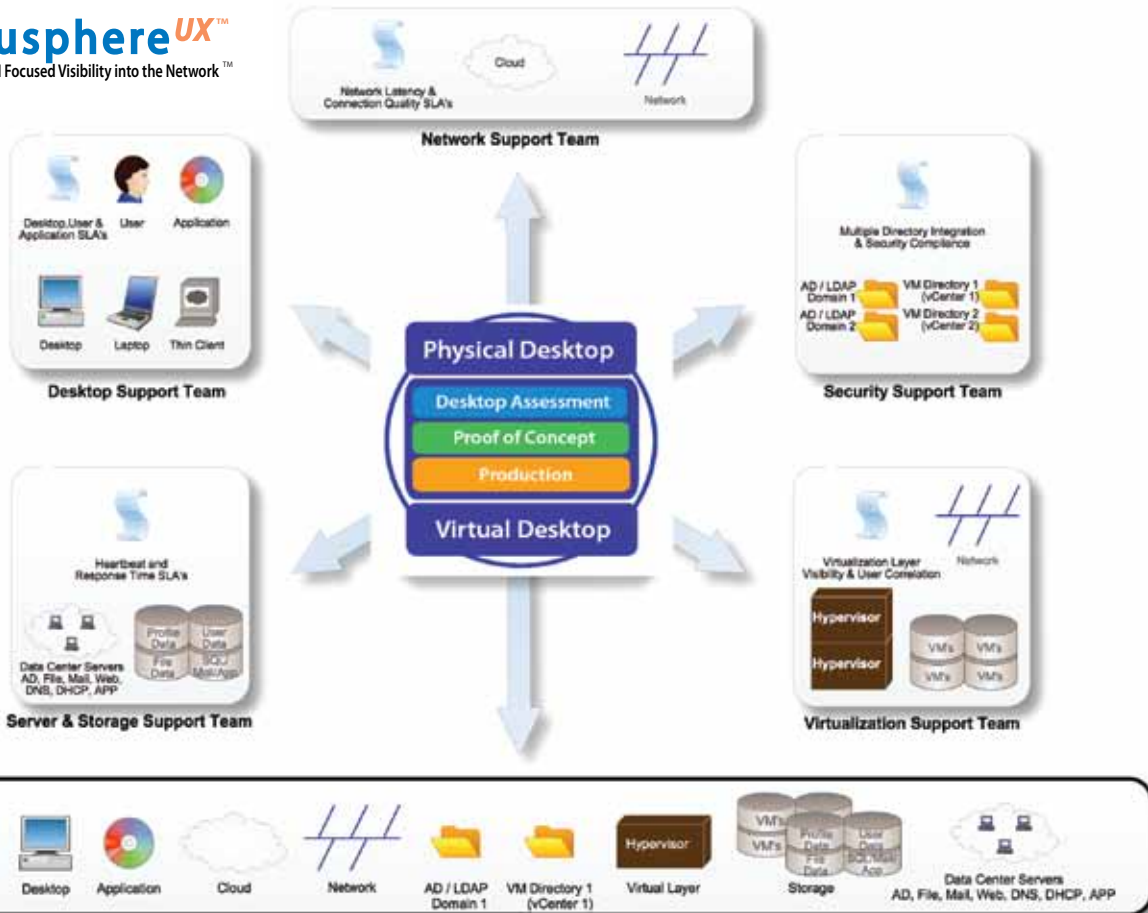 usphere UX™
Focused Visibility into the Network ™
Network Latency &
Connection Quality SLA's
Cloud
Network
Network Support Team
Desktop,User &
Application SLA's
User
Application
Desktop
Laptop
Thin Client
Desktop Support Team
Multiple Directory Integration
& Security Compliance
AD / LDAP
Domain 1
VM Directory 1
(vCenter 1)
AD / LDAP
Domain 2
VM Directory 2
(vCenter 2)
Security Support Team
Physical Desktop
Desktop Assessment
Proof of Concept
Production
Virtual Desktop
Heartbeat and
Response Time SLA's
Profile
Data
User
Data
File
Data
SQL/
Mail/App
Data Center Servers
AD, File, Mail, Web,
DNS, DHCP, APP
Server & Storage Support Team
Virtualization Layer
Visibility & User Correlation
Network
Hypervisor
Hypervisor
VM's
VM's
VM's
VM's
Virtualization Support Team
Desktop
Application
Cloud
Network
AD / LDAP
Domain 1
VM Directory 1
(vCenter 1)
Hypervisor
Virtual Layer
VM's
VM's
Profile
Data
User
Data
File
Data
SQL/Mail/
App
Storage
Data Center Servers
AD, File, Mail, Web, DNS, DHCP, APP